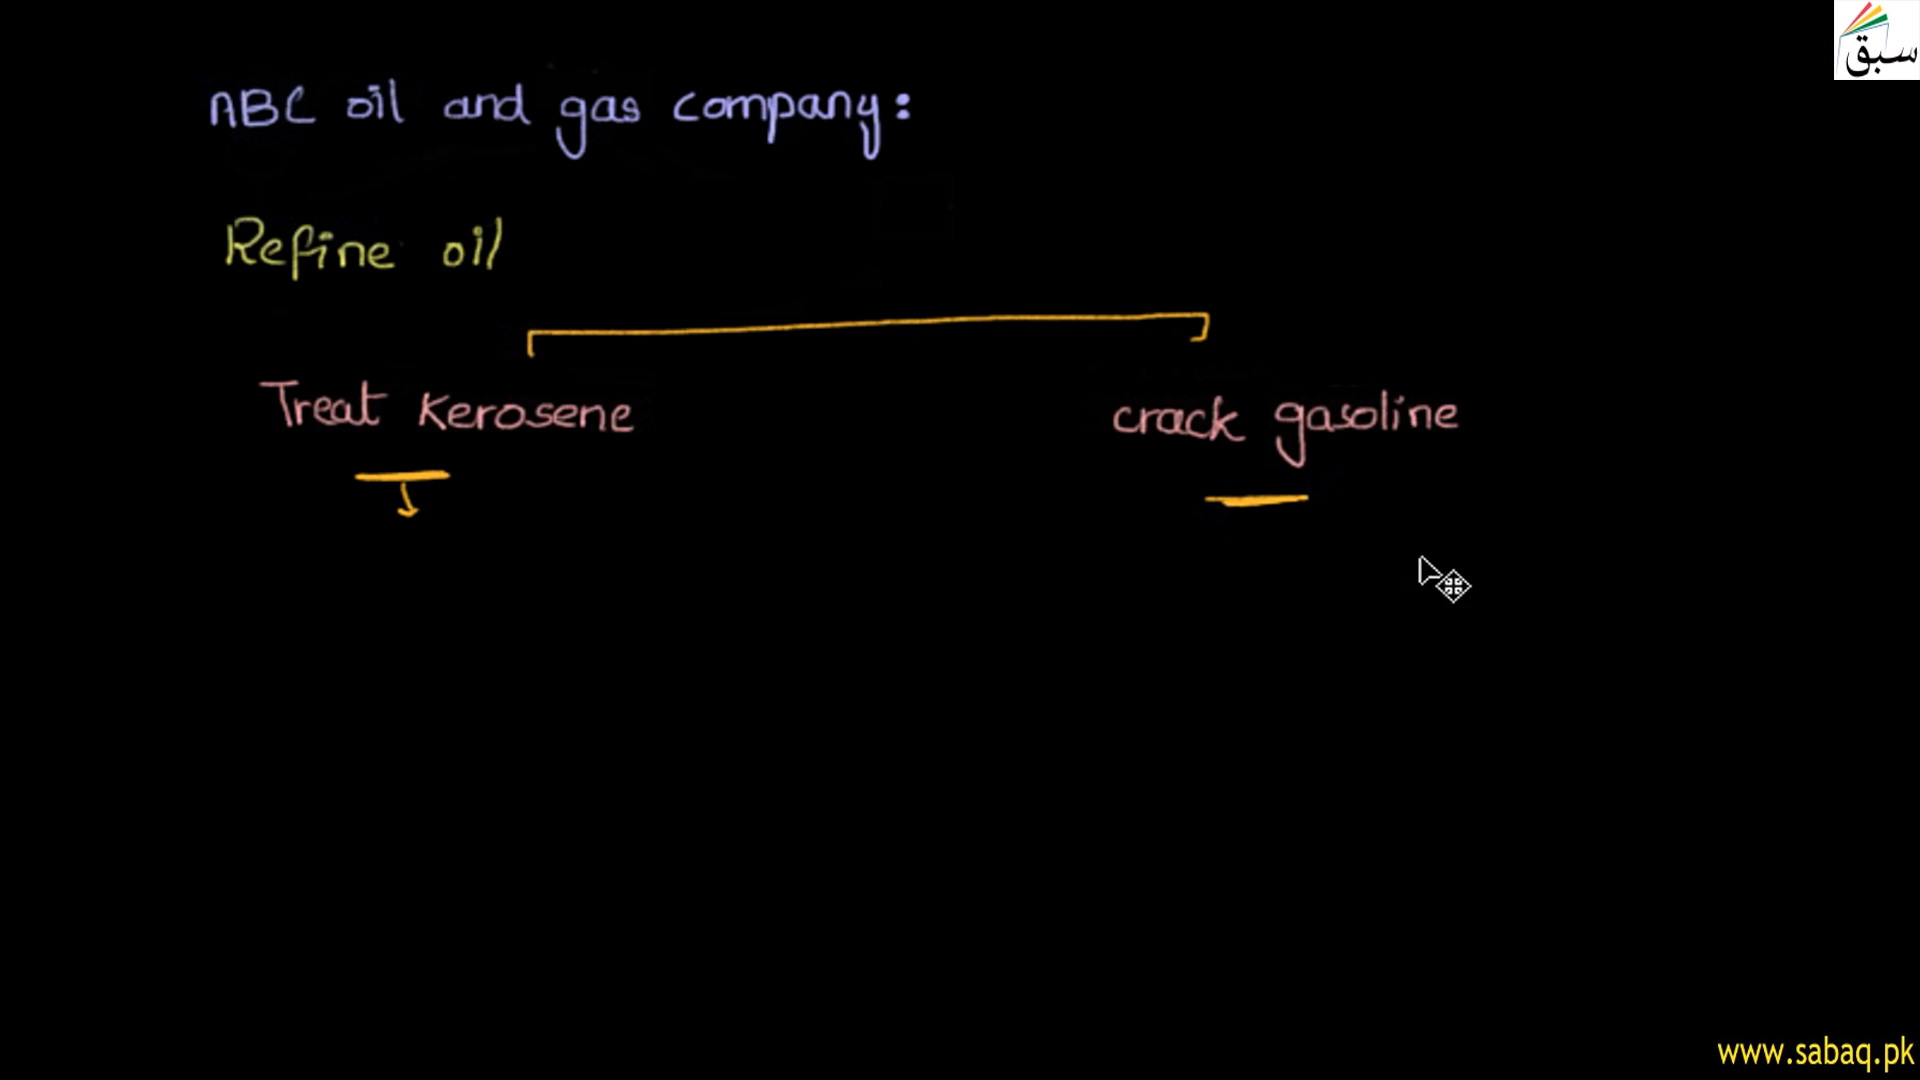 سبق
ABC oil and gas company:
Refine oil
Treat Kerosene
crack gasoline
www.sabaq.pk